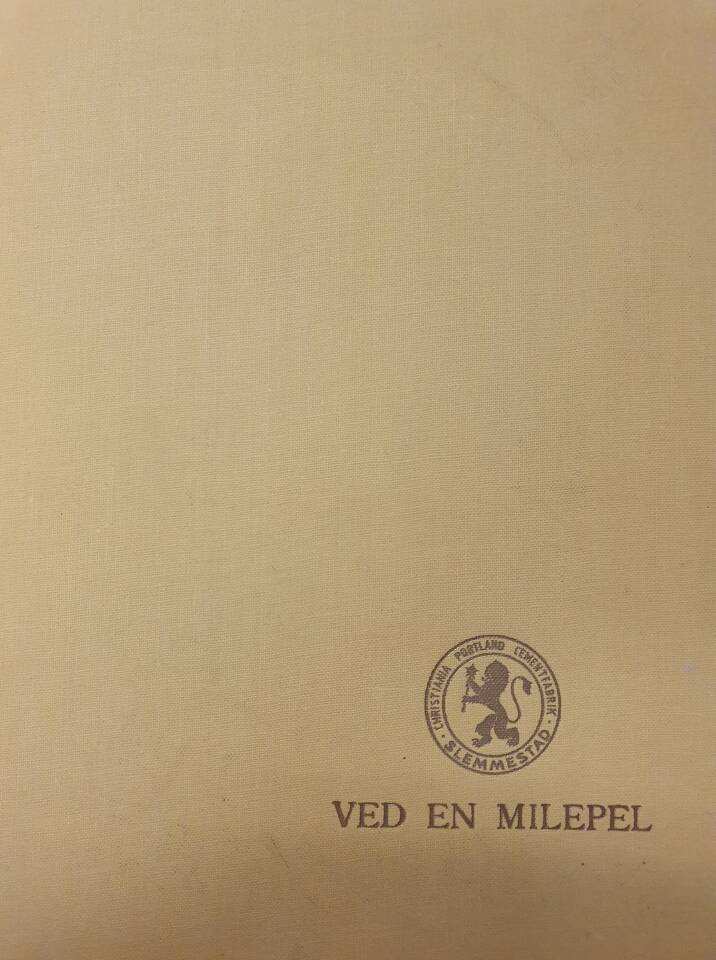 CHRISTIANIA PORTLAND CEMENTFABRIK
· SLEMMESTAD ·
VED EN MILEPEL